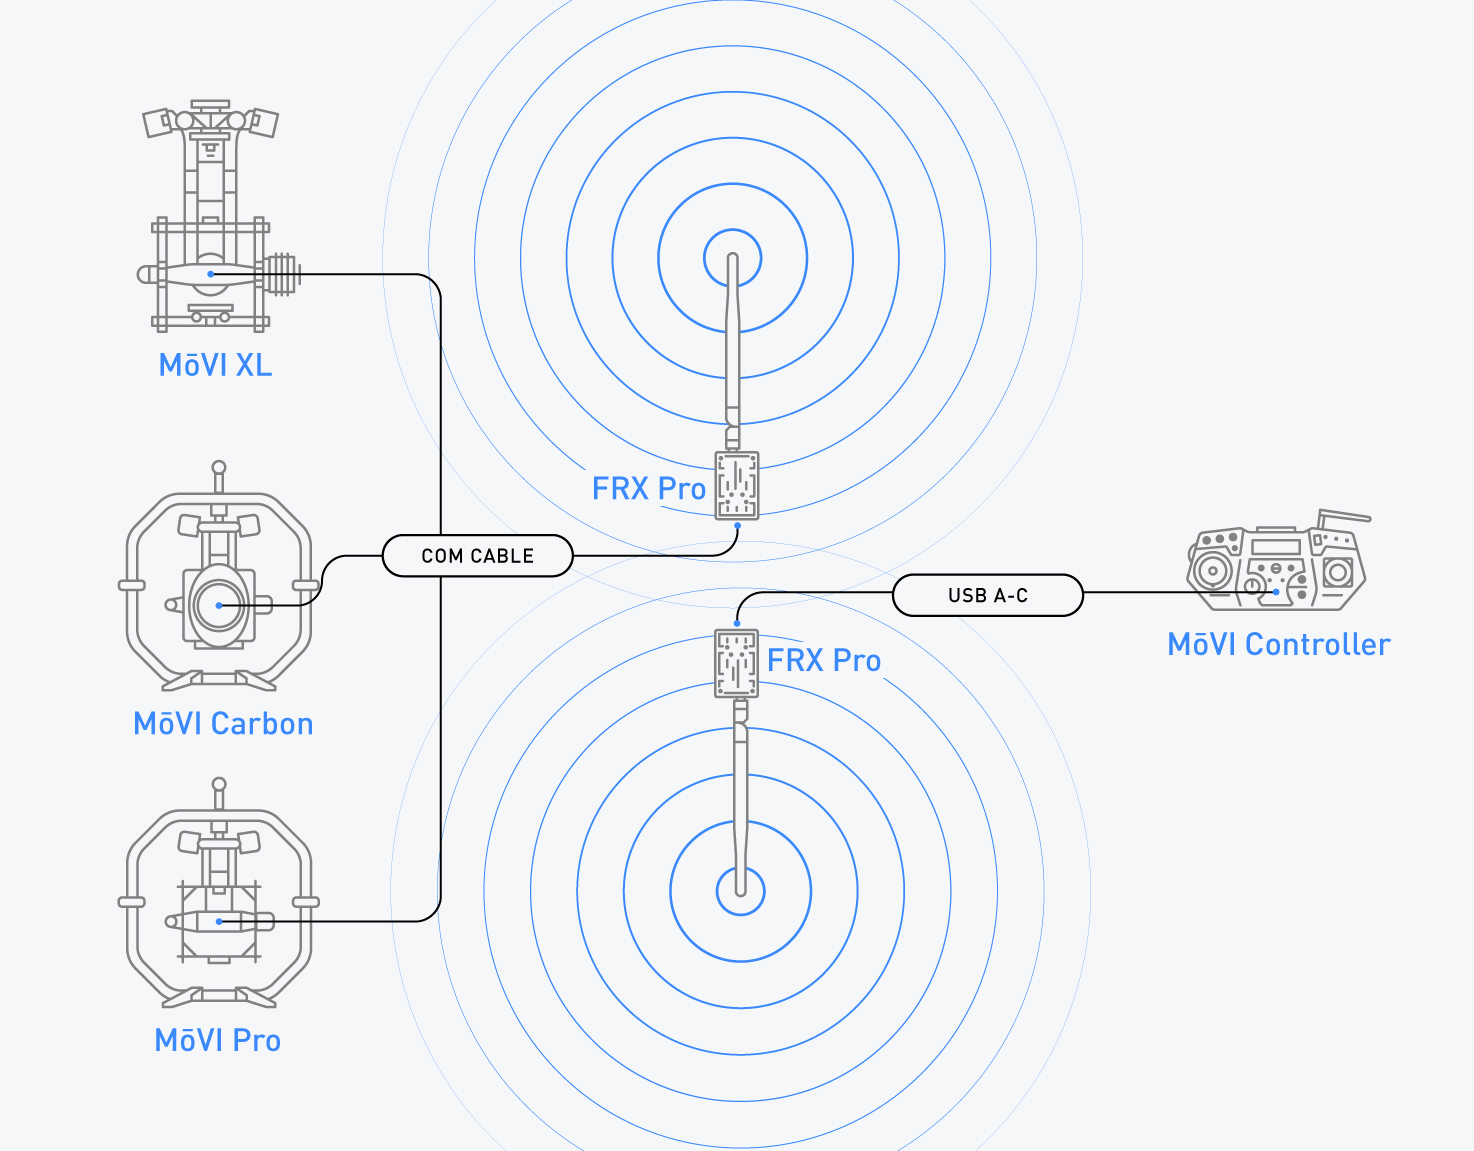 MōVI XL
FRX Pro
COM CABLE
USB A-C
MōVI Controller
FRX Pro
MōVI Carbon
MōVI Pro